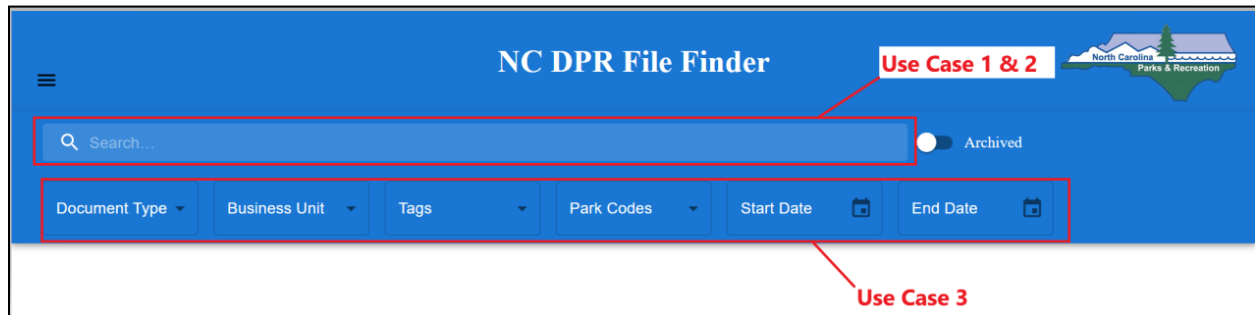 NC DPR File Finder
Use Case 1 & 2
North Carolina
Parks & Recreation
Search...
Archived
Document Type
Business Unit
Tags
Park Codes
Start Date
End Date
Use Case 3